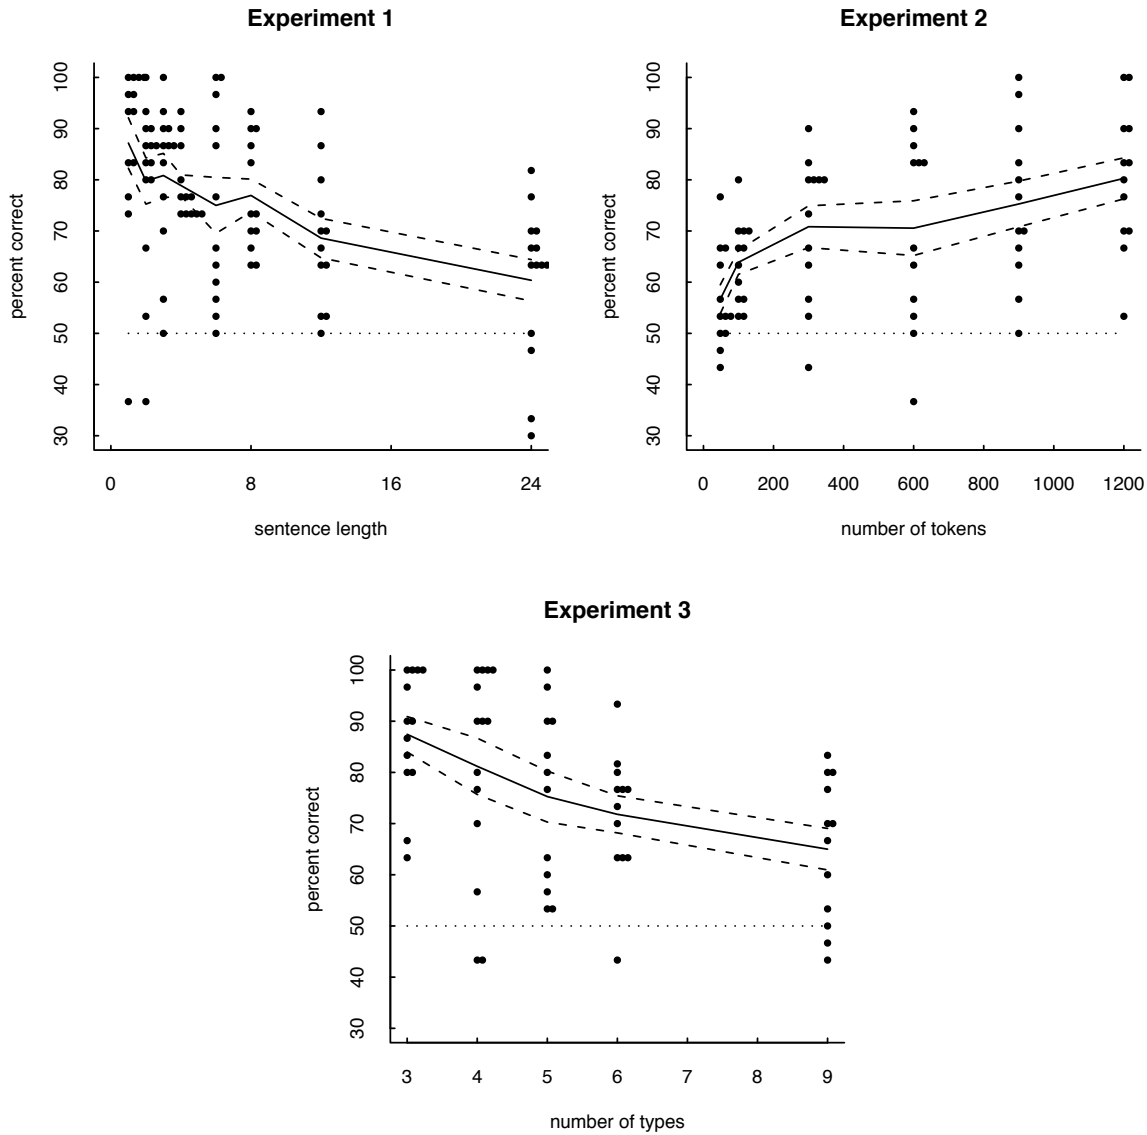 Experiment 1
percent correct
100
90
80
70
60
50
40
30
0 8 16 24
sentence length
Experiment 2
percent correct
100
90
80
70
60
50
40
30
0 200 400 600 800 1000 1200
number of tokens
Experiment 3
percent correct
100
90
80
70
60
50
40
30
3 4 5 6 7 8 9
number of types